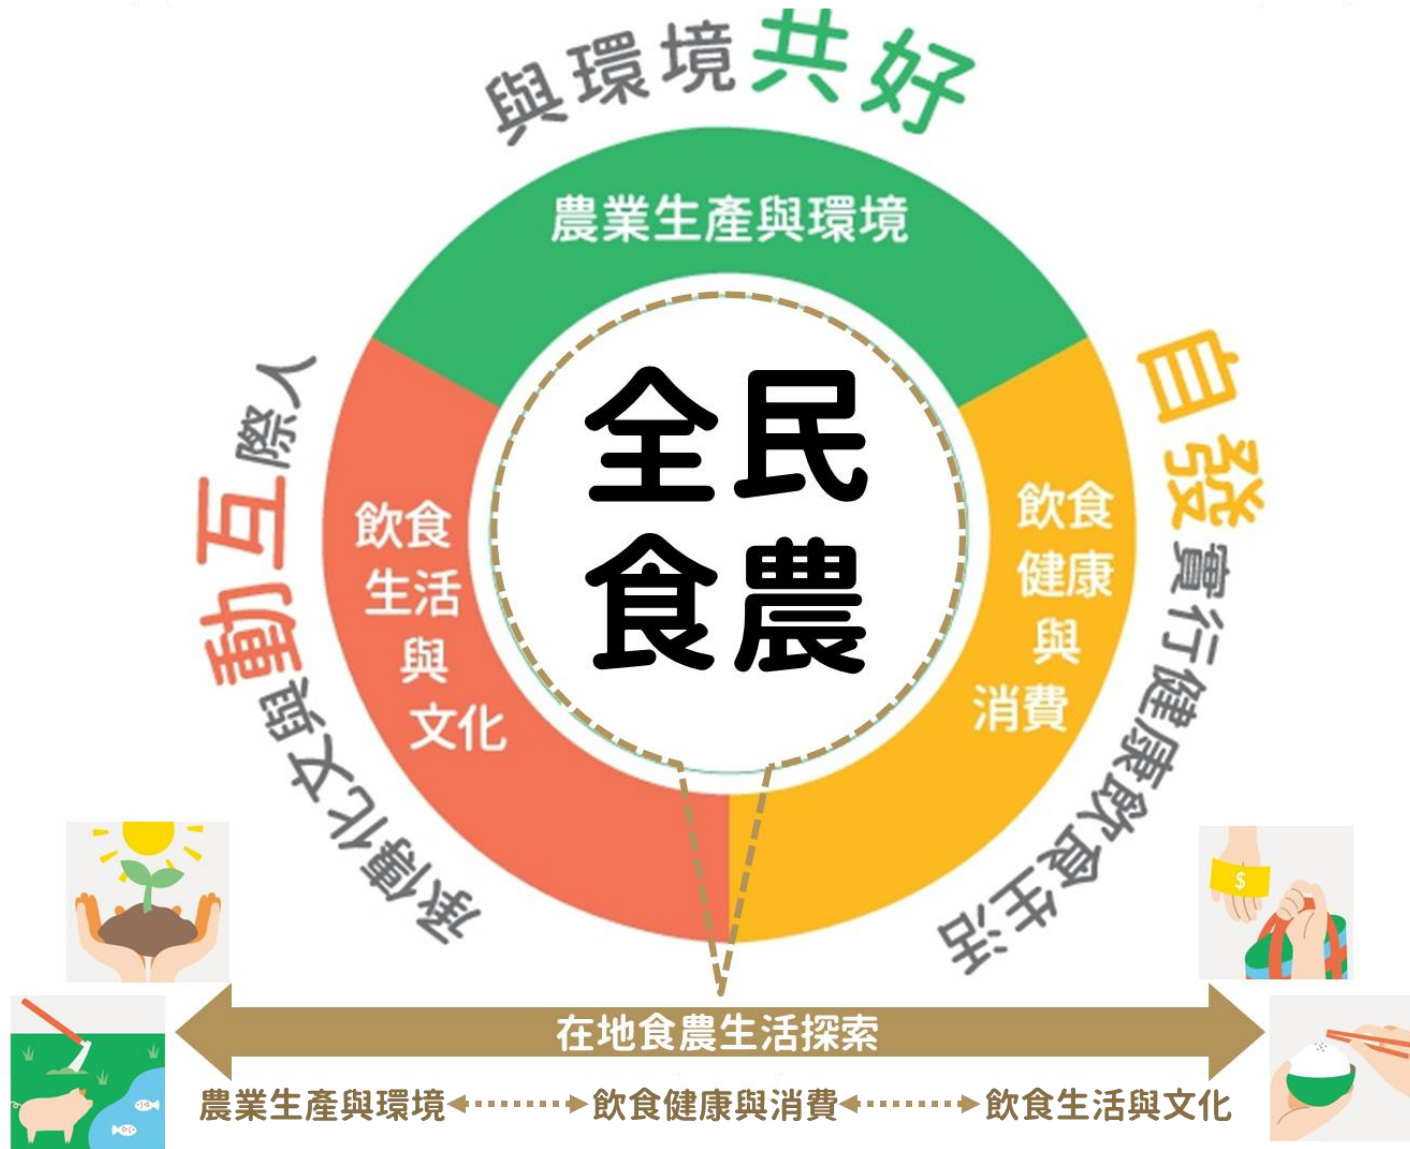 與環境共好
農業生產與環境
人際互動與文化傳承
飲食
生活
與
文化
全民
食農
自發實行健康飲食生活
飲食
健康
與
消費
$
在地食農生活探索
農業生產與環境 飲食健康與消費 飲食生活與文化